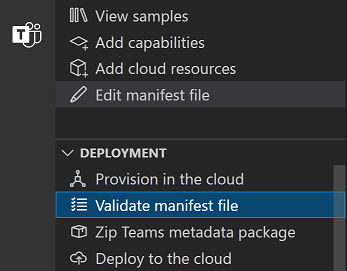 View samples
Add capabilities
Add cloud resources
Edit manifest file
DEPLOYMENT
Provision in the cloud
Validate manifest file
Zip Teams metadata package
Deploy to the cloud